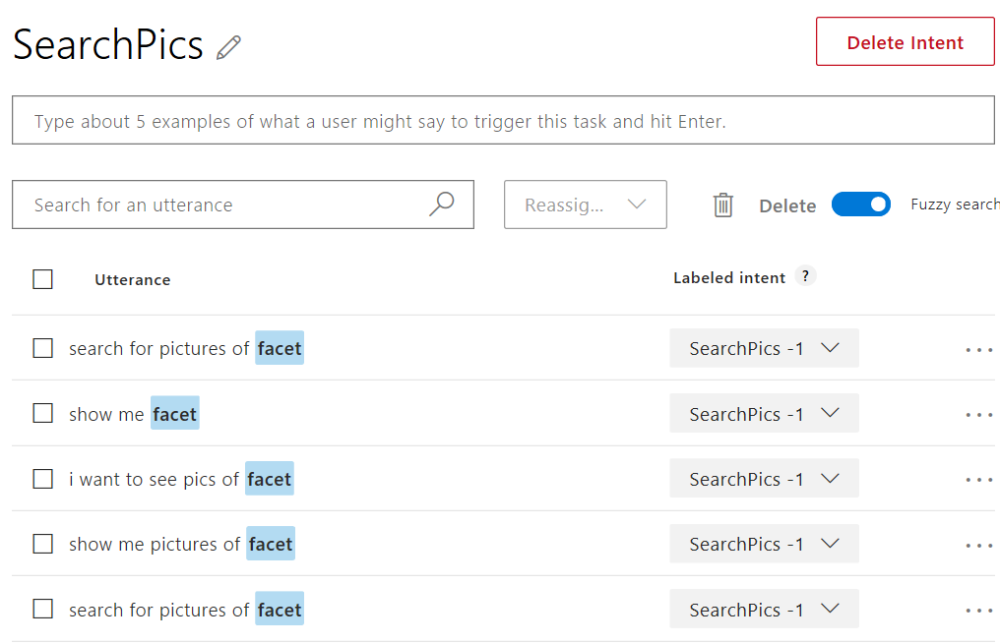 SearchPics
Delete Intent
Type about 5 examples of what a user might say to trigger this task and hit Enter.
Search for an utterance
Reassig...
Delete
Fuzzy search
Utterance
Labeled intent ?
search for pictures of facet
SearchPics -1
show me facet
SearchPics -1
i want to see pics of facet
SearchPics -1
show me pictures of facet
SearchPics -1
search for pictures of facet
SearchPics -1